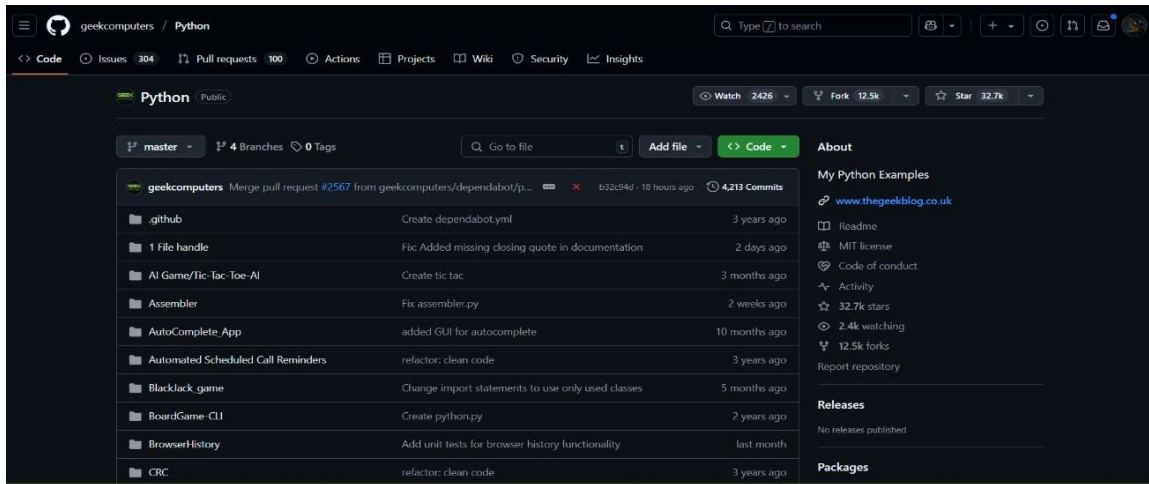 geekcomputers / Python
Type / to search
Code Issues 304 Pull requests 100 Actions Projects Wiki Security Insights
Python Public
Watch 2426 Fork 12.5k Star 32.7k
master 4 Branches 0 Tags Go to file t Add file Code
About
My Python Examples
www.thegeekblog.co.uk
Readme
MIT license
Code of conduct
Activity
32.7k stars
2.4k watching
12.5k forks
Report repository
Releases
No releases published
Packages
geekcomputers Merge pull request #2567 from geekcomputers/dependabot/p... b32c94d · 18 hours ago 4,213 Commits
.github Create dependabot.yml 3 years ago
1 File handle Fix: Added missing closing quote in documentation 2 days ago
AI Game/Tic-Tac-Toe-AI Create tic tac 3 months ago
Assembler Fix assembler.py 2 weeks ago
AutoComplete_App added GUI for autocomplete 10 months ago
Automated Scheduled Call Reminders refactor: clean code 3 years ago
BlackJack_game Change import statements to use only used classes 5 months ago
BoardGame-CLI Create python.py 2 years ago
BrowserHistory Add unit tests for browser history functionality last month
CRC refactor: clean code 3 years ago